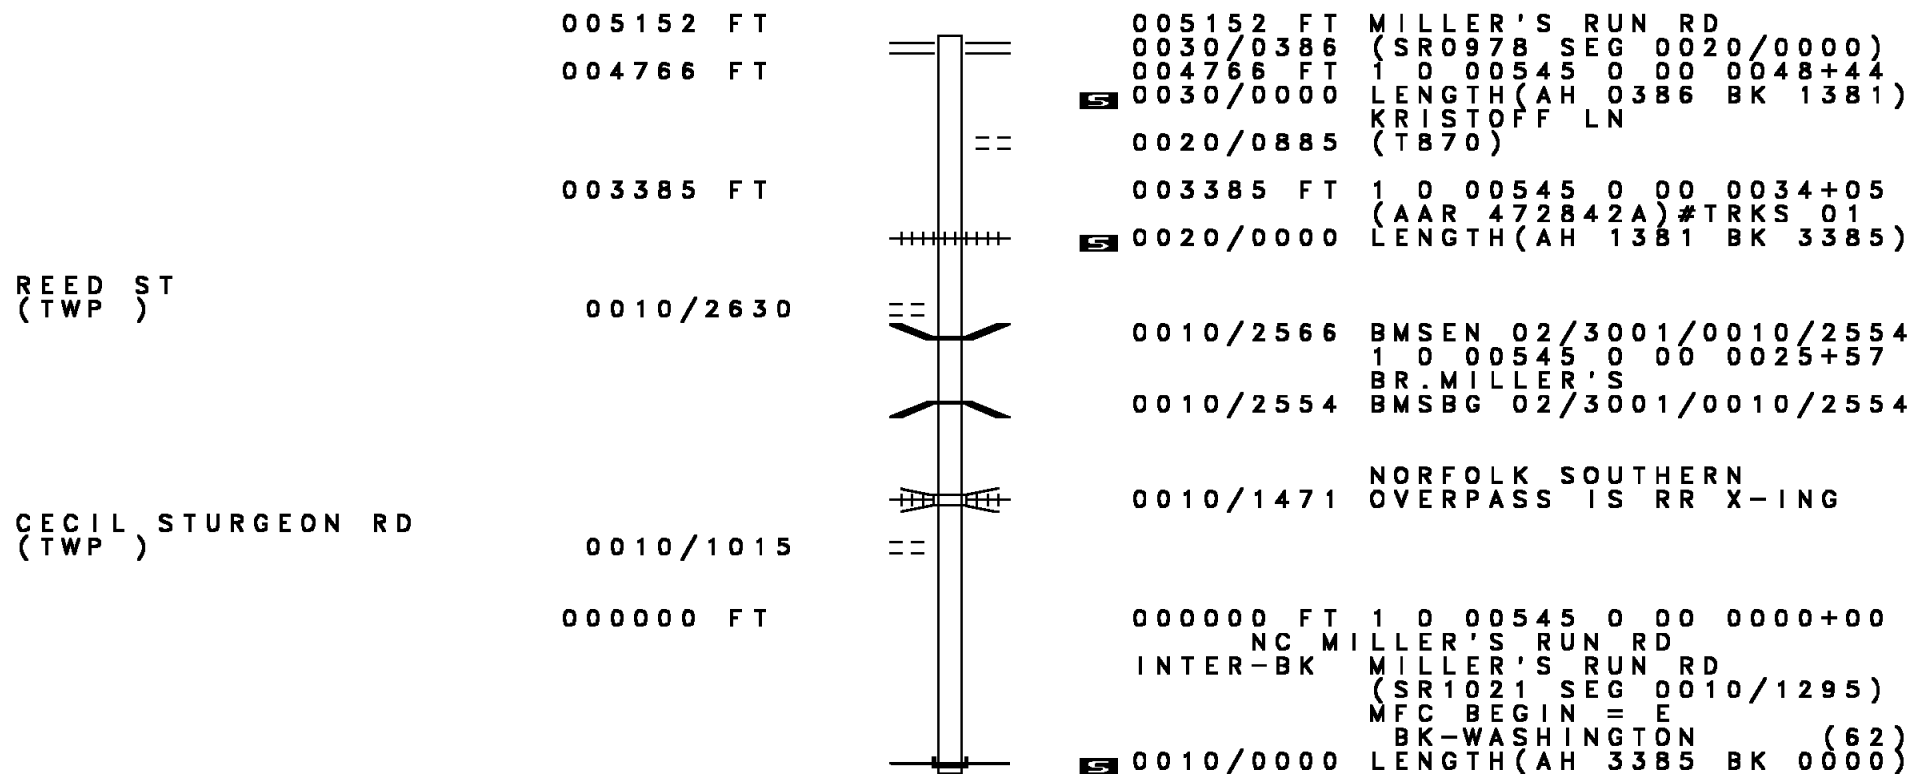 005152 FT 005152 FT MILLER'S RUN RD
0030/0386 (SR0978 SEG 0020/0000)
004766 FT 004766 FT 1 0 00545 0 00 0048+44
S 0030/0000 LENGTH(AH 0386 BK 1381)
KRISTOFF LN
0020/0885 (T870)
003385 FT 003385 FT 1 0 00545 0 00 0034+05
(AAR 472842A)#TRKS 01
S 0020/0000 LENGTH(AH 1381 BK 3385)
REED ST
(TWP ) 0010/2630
0010/2566 BMSEN 02/3001/0010/2554
1 0 00545 0 00 0025+57
BR.MILLER'S
0010/2554 BMSBG 02/3001/0010/2554
NORFOLK SOUTHERN
0010/1471 OVERPASS IS RR X-ING
CECIL STURGEON RD
(TWP ) 0010/1015
000000 FT 000000 FT 1 0 00545 0 00 0000+00
NC MILLER'S RUN RD
INTER-BK MILLER'S RUN RD
(SR1021 SEG 0010/1295)
MFC BEGIN = E
BK-WASHINGTON (62)
S 0010/0000 LENGTH(AH 3385 BK 0000)